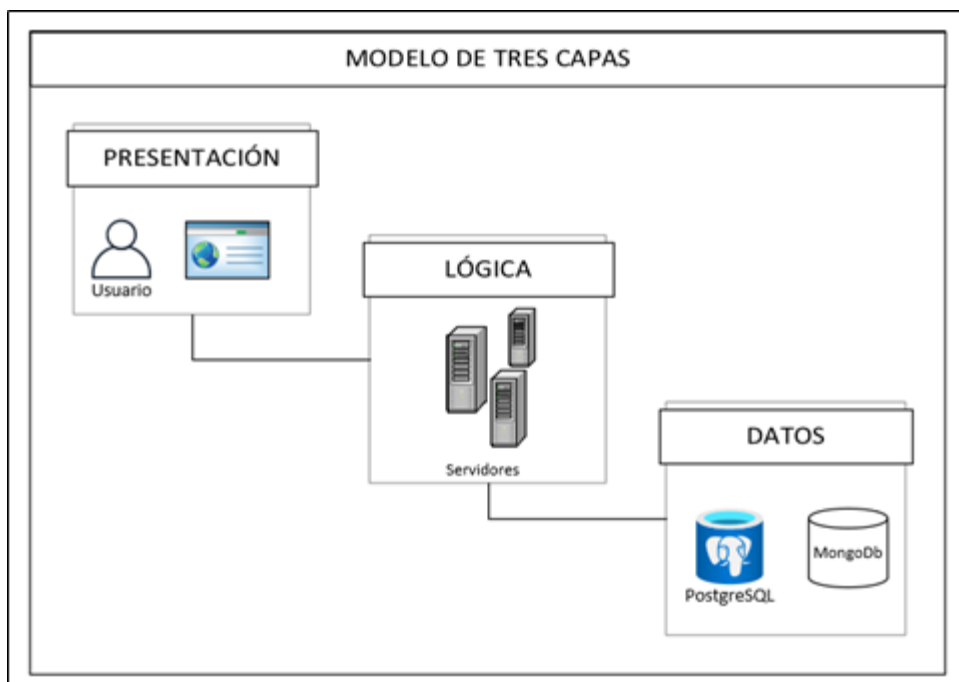 MODELO DE TRES CAPAS
PRESENTACIÓN
Usuario
LÓGICA
Servidores
DATOS
PostgreSQL
MongoDb